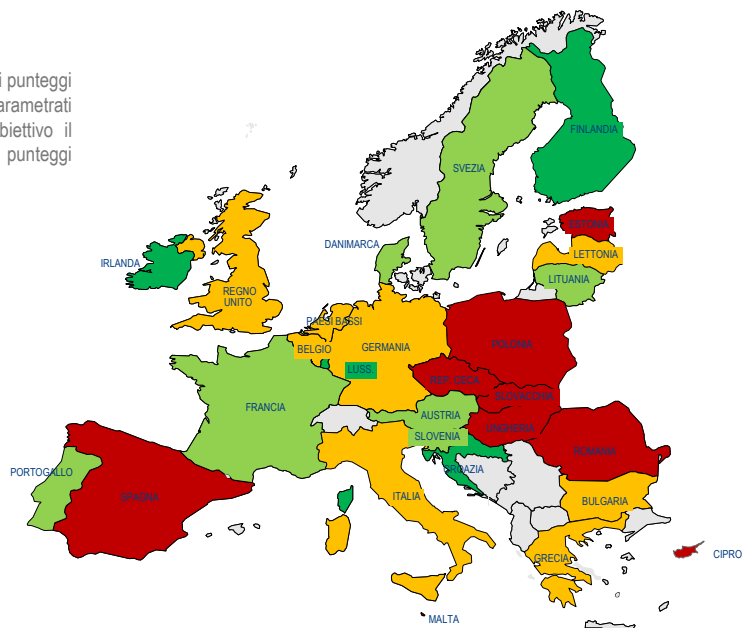 i punteggi
arametrati
biettivo il
punteggi
FINLANDIA
SVEZIA
ESTONIA
DANIMARCA
LETTONIA
IRLANDA
LITUANIA
REGNO
UNITO
PAESI BASSI
POLONIA
BELGIO
GERMANIA
LUSS.
REP. CECA
SLOVACCHIA
FRANCIA
AUSTRIA
UNGHERIA
SLOVENIA
ROMANIA
PORTOGALLO
CROAZIA
SPAGNA
ITALIA
BULGARIA
CIPRO
GRECIA
MALTA